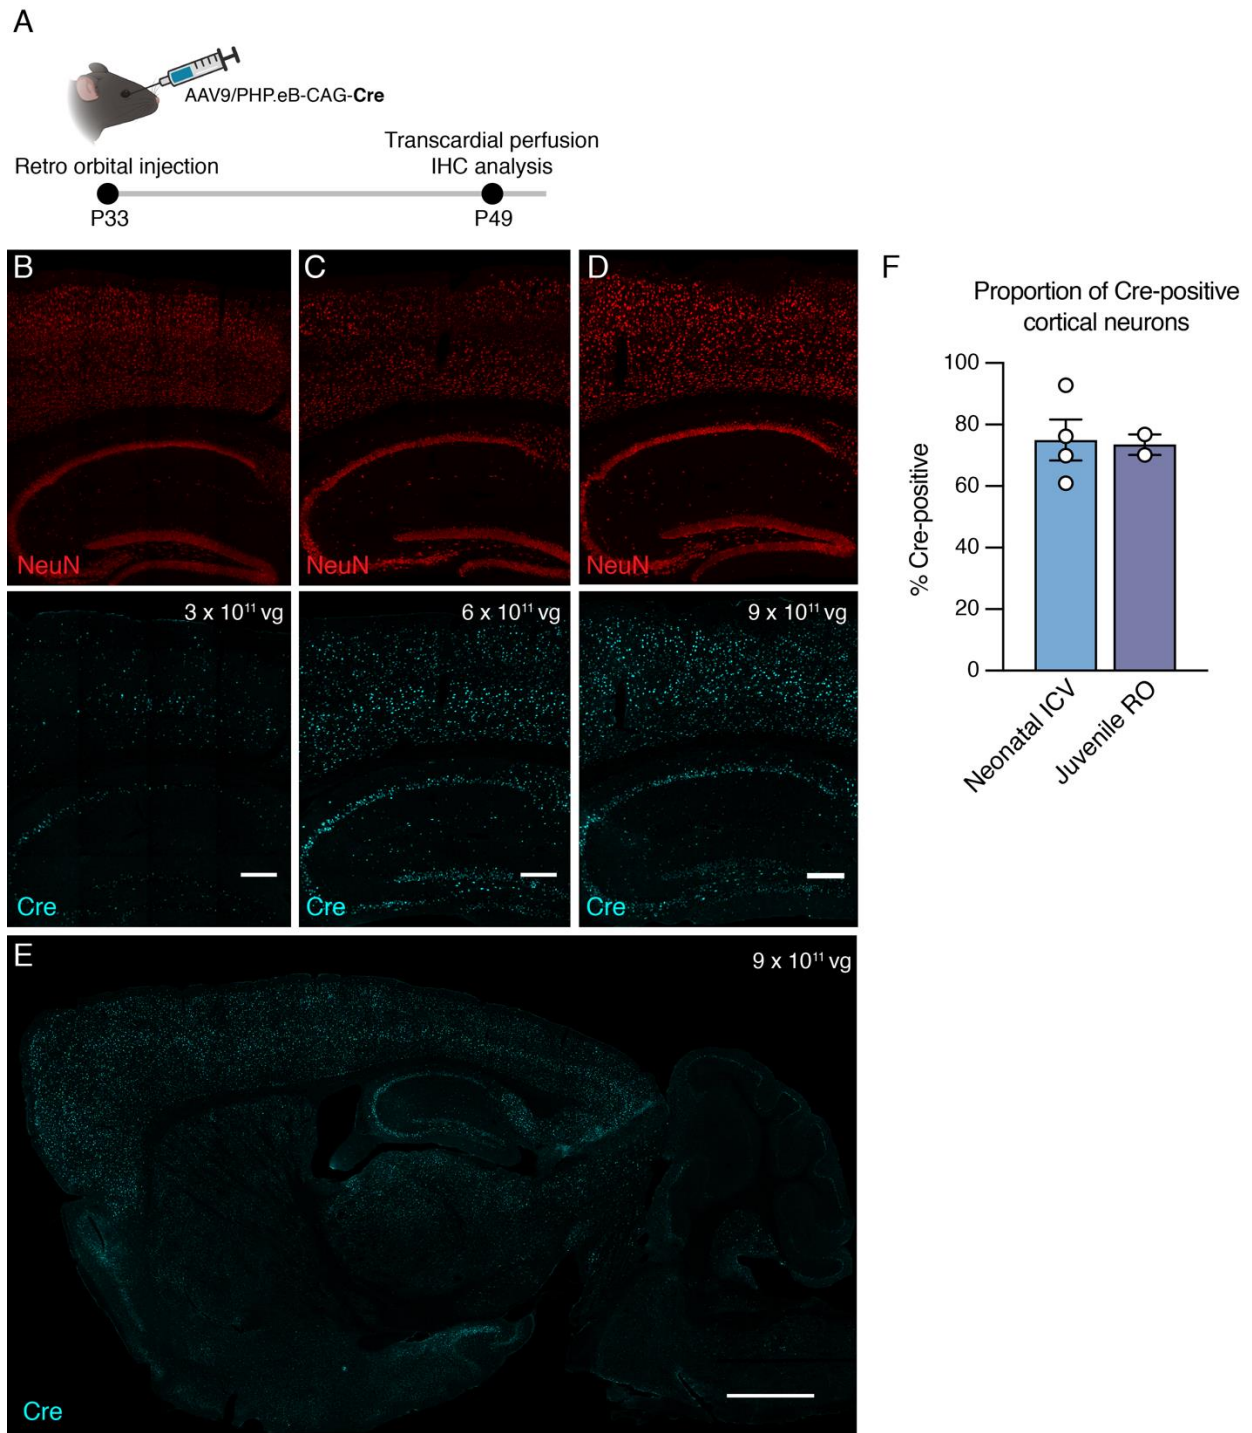 A
AAV9/PHP.eB-CAG-Cre
Transcardial perfusion
Retro orbital injection
IHC analysis
P33
P49
B
C
D
NeuN
NeuN
NeuN
3 x 10¹¹ vg
6 x 10¹¹ vg
9 x 10¹¹ vg
Cre
Cre
Cre
E
9 x 10¹¹ vg
Cre
F
Proportion of Cre-positive
cortical neurons
% Cre-positive
100
80
60
40
20
0
Neonatal ICV
Juvenile RO